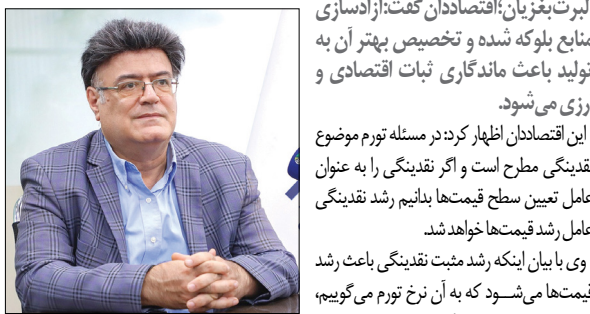 لبرت‌بغزیان؛اقتصاددان گفت:آزادسازی
منابع بلوکه شده و تخصیص بهتر آن به
تولید باعث ماندگاری ثبات اقتصادی و
رزی می‌شود.
این اقتصاددان اظهار کرد: در مسئله تورم موضوع
قدینگی مطرح است و اگر نقدینگی را به عنوان
عامل تعیین سطح قیمت‌ها بدانیم رشد نقدینگی
عامل رشد قیمت‌ها خواهد شد.
وی با بیان اینکه رشد مثبت نقدینگی باعث رشد
قیمت‌ها می‌شــود که به آن نرخ تورم می‌گوییم،